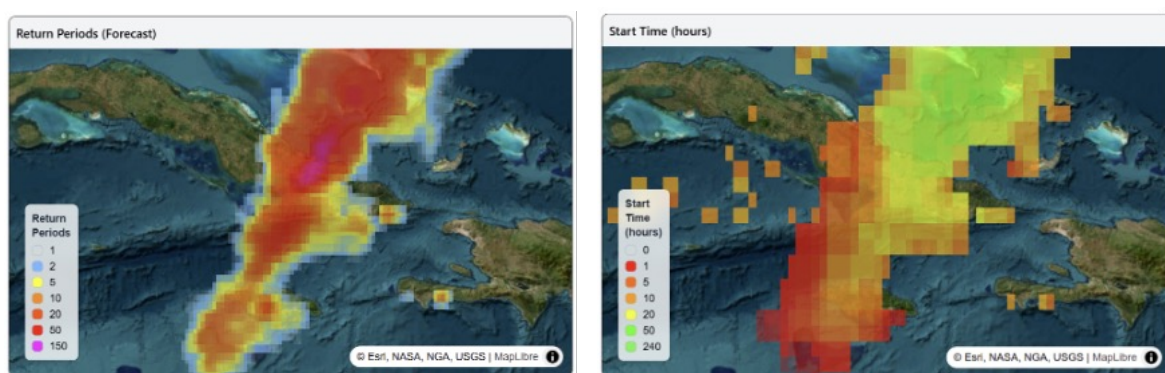 Return Periods (Forecast)
Return
Periods
1
2
5
10
20
50
150
© Esri, NASA, NGA, USGS | MapLibre
Start Time (hours)
Start
Time
(hours)
0
1
5
10
20
50
240
© Esri, NASA, NGA, USGS | MapLibre